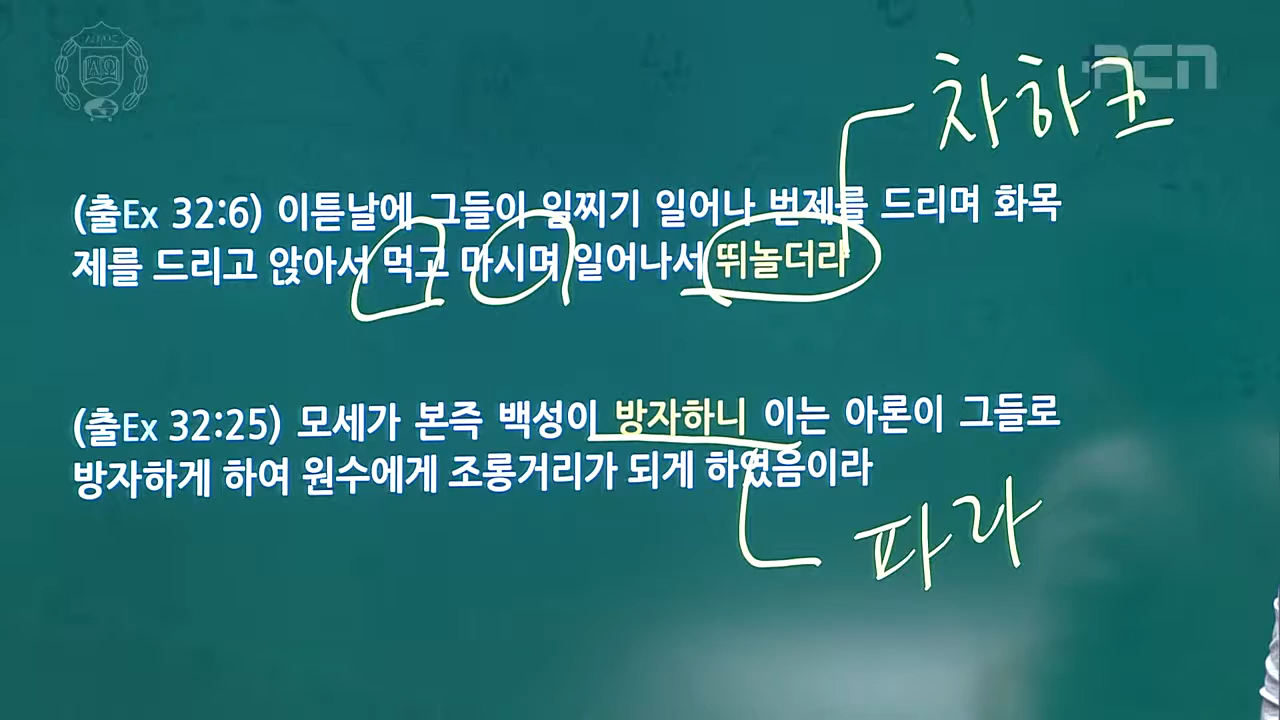 PCN
차하크
(출Ex 32:6) 이튿날에 그들이 일찌기 일어나 번제를 드리며 화목
제를 드리고 앉아서 먹고 마시며 일어나서 뛰놀더라
(출Ex 32:25) 모세가 본즉 백성이 방자하니 이는 아론이 그들로
방자하게 하여 원수에게 조롱거리가 되게 하였음이라
파라